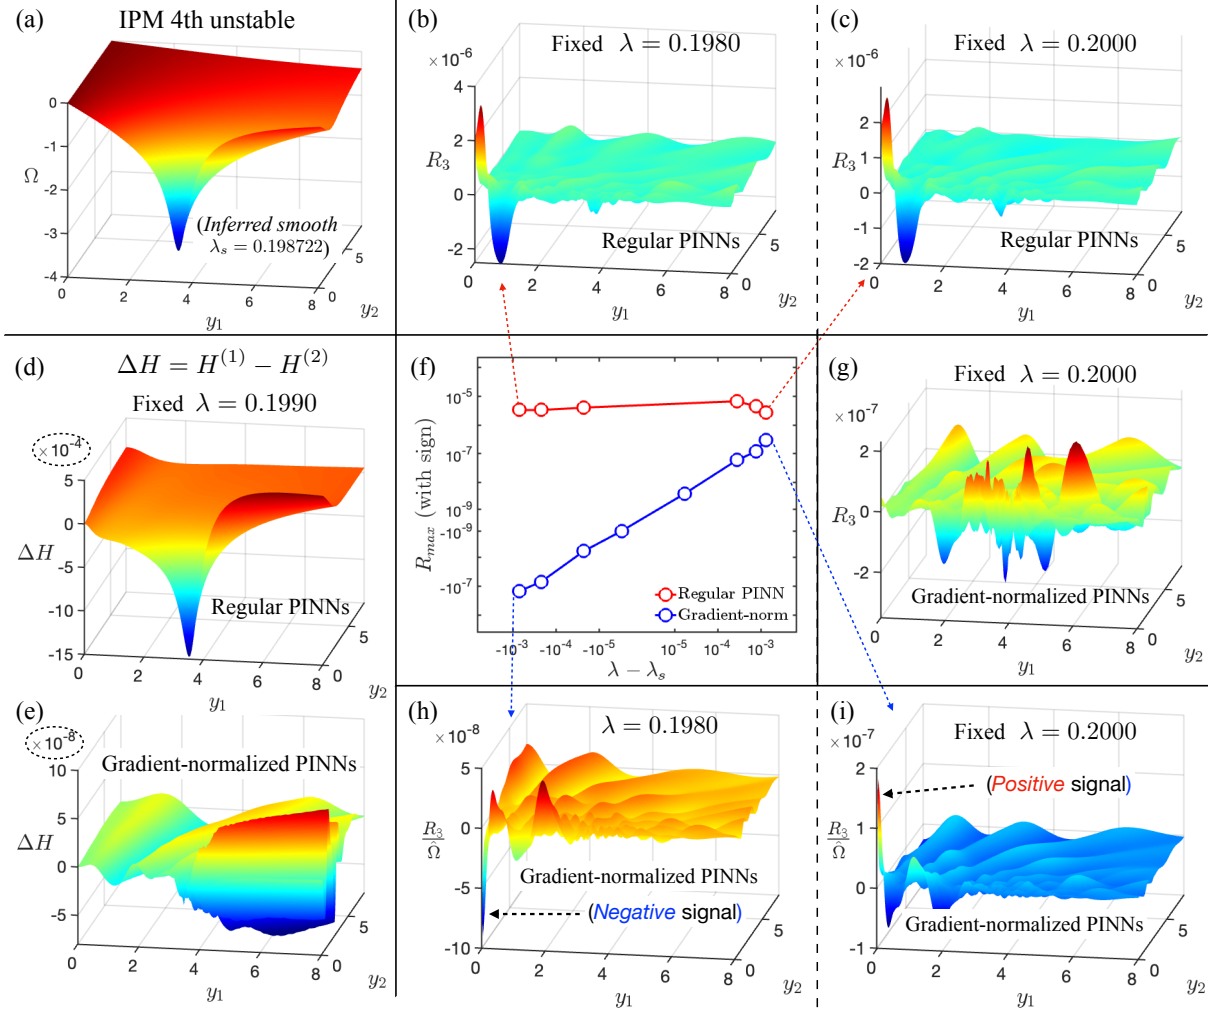 (a) IPM 4th unstable
0
-1
Ω
-2
-3
-4
(Inferred smooth
λs = 0.198722)
0 2 4 6 8
0
5
y1
y2
(b)
Fixed λ = 0.1980
×10-6
4
2
R3
0
-2
Regular PINNs
0 2 4 6 8
0
5
y1
y2
(c)
Fixed λ = 0.2000
×10-6
2
1
R3
0
-1
-2
Regular PINNs
0 2 4 6 8
0
5
y1
y2
(d) ΔH = H(1) − H(2)
Fixed λ = 0.1990
×10-4
5
0
ΔH
-5
-10
-15
Regular PINNs
0 2 4 6 8
0
5
y1
y2
(e)
×10-8
Gradient-normalized PINNs
10
5
ΔH
0
-5
0 2 4 6 8
0
5
y1
y2
(f)
10-5
10-7
10-9
-10-9
-10-7
Rmax (with sign)
Regular PINN
Gradient-norm
-10-3 -10-4 -10-5 10-5 10-4 10-3
λ − λs
(g)
Fixed λ = 0.2000
×10-7
2
R3
0
-2
Gradient-normalized PINNs
0 2 4 6 8
0
5
y1
y2
(h)
λ = 0.1980
×10-8
5
0
R3
Ω̂
-5
-10
Gradient-normalized PINNs
(Negative signal)
0 2 4 6 8
0
5
y1
y2
(i)
Fixed λ = 0.2000
×10-7
2
(Positive signal)
1
R3
Ω̂
0
-1
Gradient-normalized PINNs
0 2 4 6 8
0
5
y1
y2